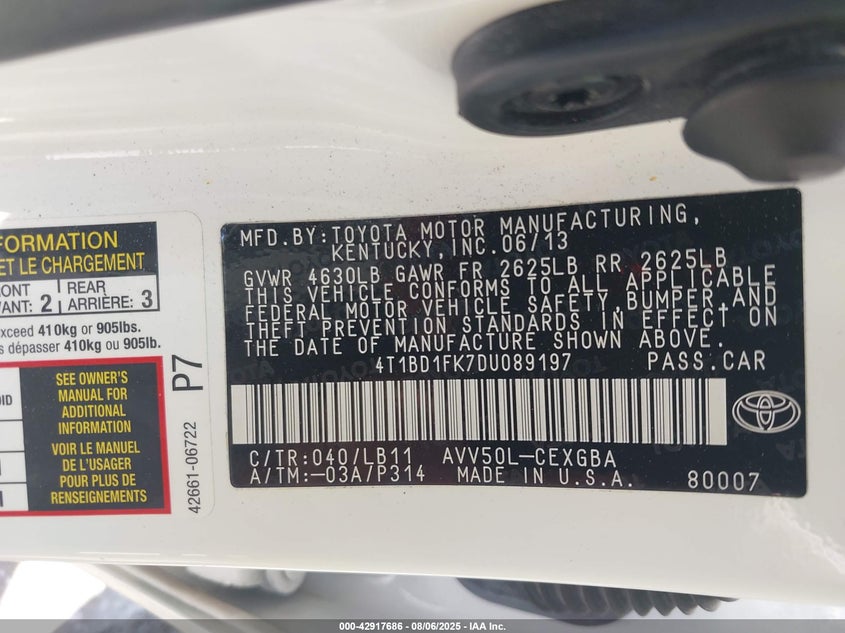 FORMATION
ET LE CHARGEMENT
ONT
VANT: 2
REAR
ARRIÈRE: 3
xceed 410kg or 905lbs.
s dépasser 410kg ou 905lb.
SEE OWNER'S
MANUAL FOR
ADDITIONAL
INFORMATION
VOIR LE MANUEL
DE L'USAGER
POUR PLUS DE
RENSEIGNEMENTS
P7
42661-06722
MFD.BY:TOYOTA MOTOR MANUFACTURING,
KENTUCKY,INC.06/13
GVWR 4630LB GAWR FR 2625LB RR 2625LB
THIS VEHICLE CONFORMS TO ALL APPLICABLE
FEDERAL MOTOR VEHICLE SAFETY,BUMPER,AND
THEFT PREVENTION STANDARDS IN EFFECT ON
THE DATE OF MANUFACTURE SHOWN ABOVE.
4T1BD1FK7DU089197 PASS.CAR
C/TR:040/LB11 AVV50L-CEXGBA
A/TM:-03A/P314 MADE IN U.S.A. 80007
000-42917686 - 08/06/2025 - IAA Inc.